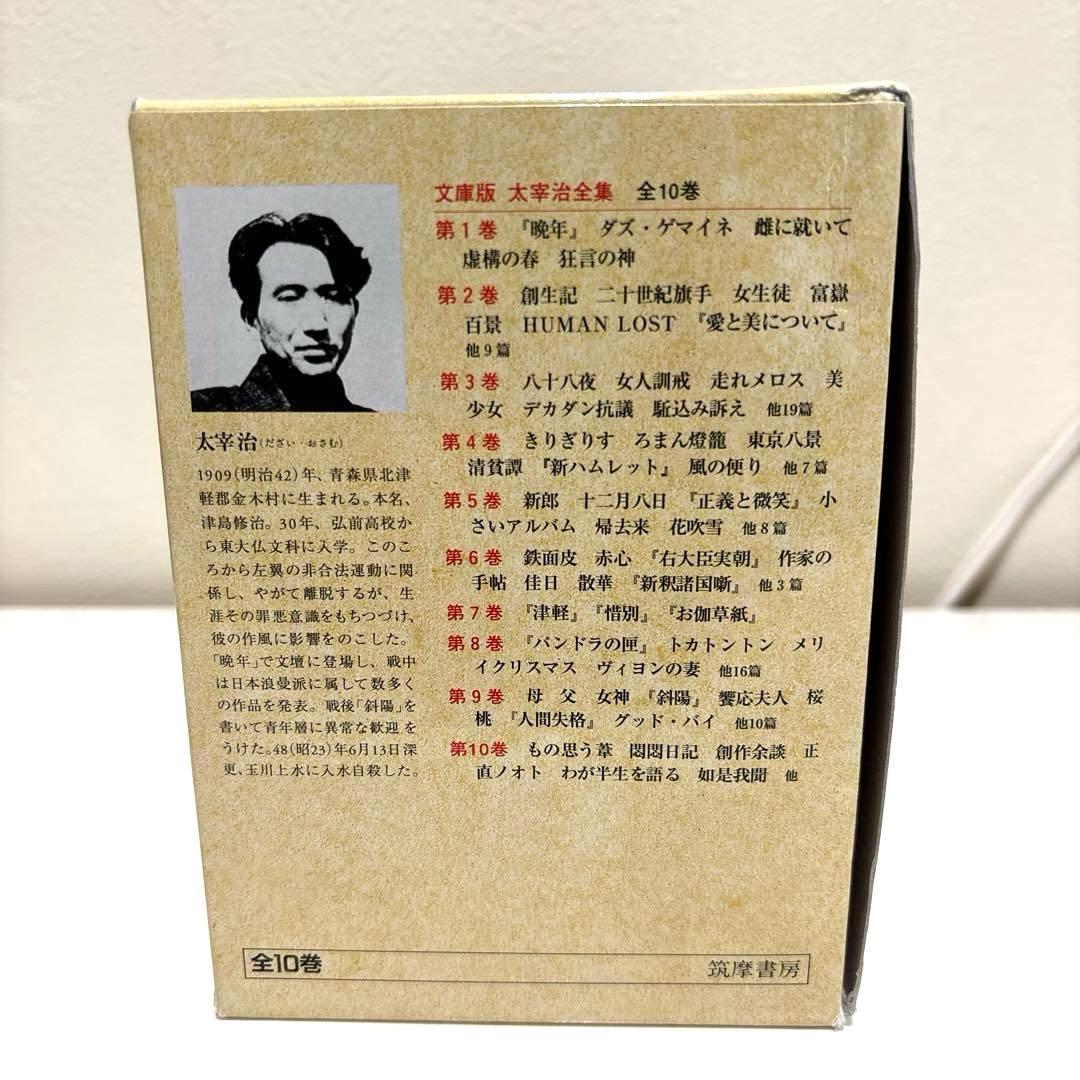 文庫版 太宰治全集 全10巻
第1巻 『晩年』 ダズ・ゲマイネ 雌に就いて
虚構の春 狂言の神
第2巻 創生記 二十世紀旗手 女生徒 富嶽
百景 HUMAN LOST 『愛と美について』
他9篇
第3巻 八十八夜 女人訓戒 走れメロス 美
少女 デカダン抗議 駈込み訴え 他19篇
第4巻 きりぎりす ろまん燈籠 東京八景
清貧譚 『新ハムレット』 風の便り 他7篇
第5巻 新郎 十二月八日 『正義と微笑』 小
さいアルバム 帰去来 花吹雪 他8篇
第6巻 鉄面皮 赤心 『右大臣実朝』 作家の
手帖 佳日 散華 『新釈諸国噺』 他3篇
第7巻 『津軽』『惜別』『お伽草紙』
第8巻 『パンドラの匣』 トカトントン メリ
イクリスマス ヴィヨンの妻 他16篇
第9巻 母 父 女神 『斜陽』 饗応夫人 桜
桃 『人間失格』 グッド・バイ 他10篇
第10巻 もの思う葦 悶悶日記 創作余談 正
直ノオト わが半生を語る 如是我聞 他
太宰治(だざい・おさむ)
1909(明治42)年、青森県北津
軽郡金木村に生まれる。本名、
津島修治。30年、弘前高校か
ら東大仏文科に入学。このこ
ろから左翼の非合法運動に関
係し、やがて離脱するが、生
涯その罪悪意識をもちつづけ、
彼の作風に影響をのこした。
「晩年」で文壇に登場し、戦中
は日本浪曼派に属して数多く
の作品を発表。戦後「斜陽」を
書いて青年層に異常な歓迎を
うけた。48(昭23)年6月13日深
更、玉川上水に入水自殺した。
全10巻
筑摩書房